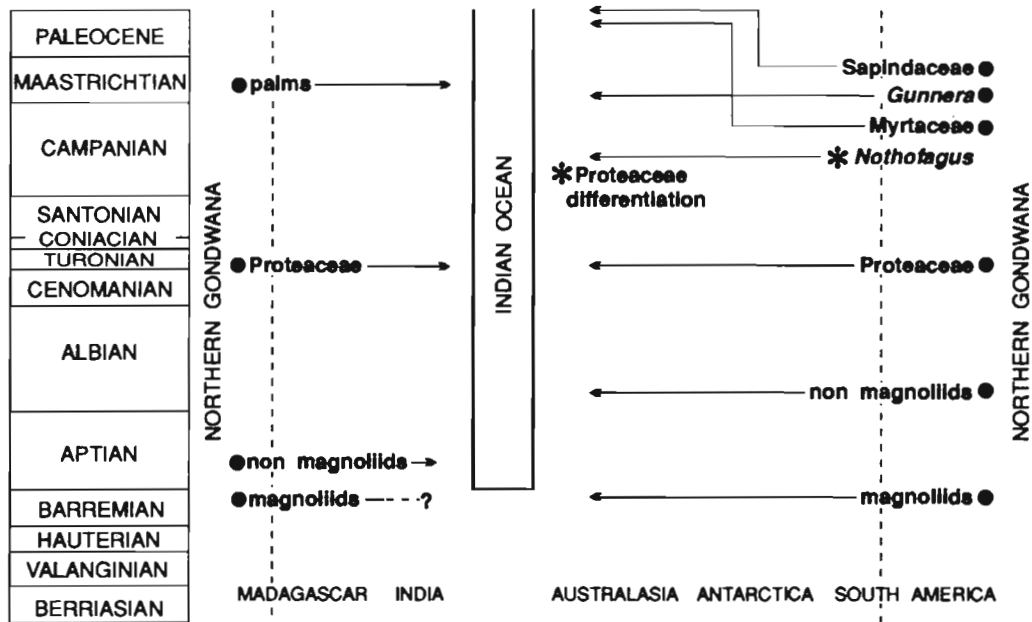 PALEOCENE
MAASTRICHTIAN
CAMPANIAN
SANTONIAN
CONIACIAN
TURONIAN
CENOMANIAN
ALBIAN
APTIAN
BARREMIAN
HAUTERIAN
VALANGINIAN
BERRIASIAN
NORTHERN GONDWANA
palms
Proteaceae
non magnoliids
magnoliids ?
MADAGASCAR INDIA
INDIAN OCEAN
Sapindaceae
Gunnera
Myrtaceae
* Nothofagus
* Proteaceae
differentiation
Proteaceae
non magnoliids
magnoliids
AUSTRALASIA ANTARCTICA SOUTH AMERICA
NORTHERN GONDWANA